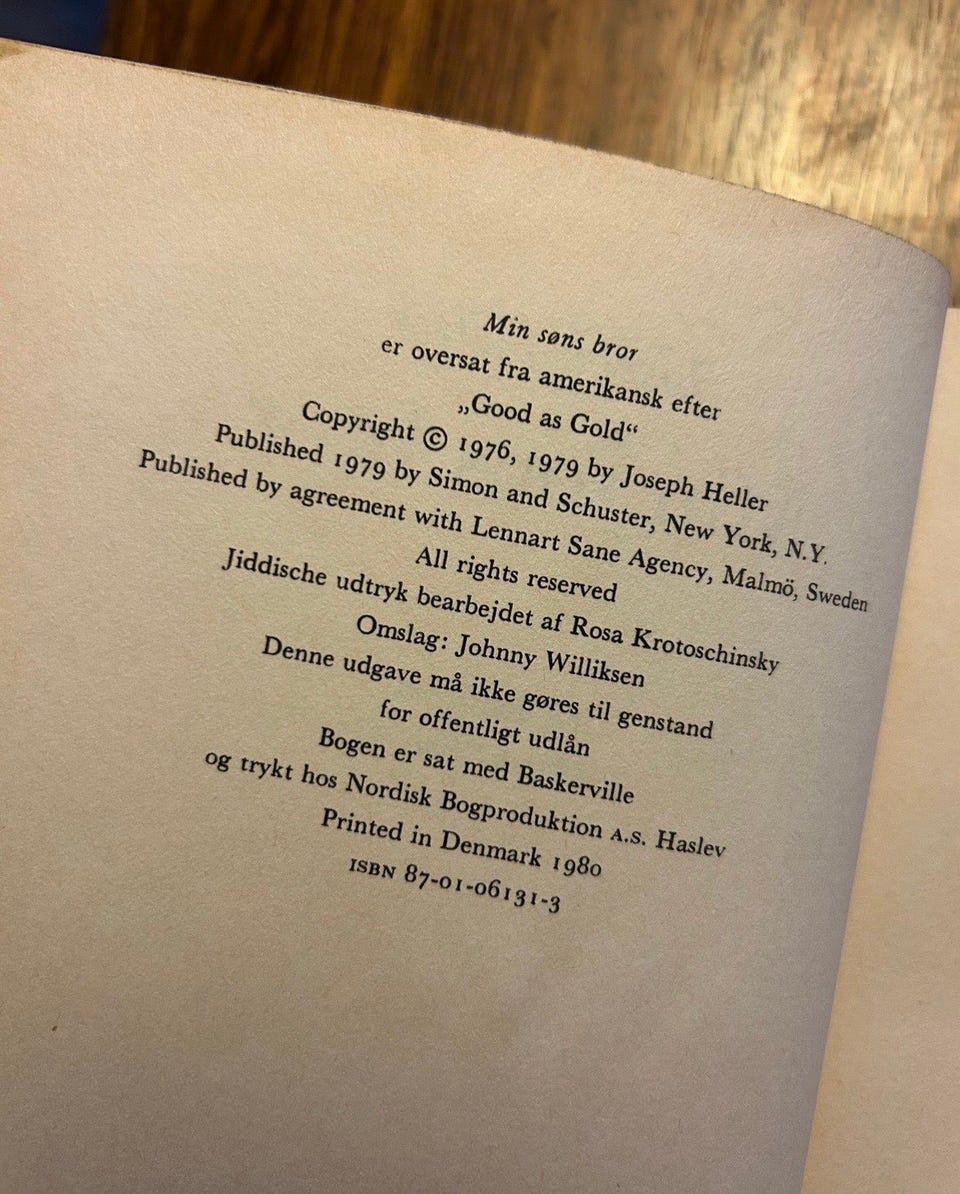 Min søns bror
er oversat fra amerikansk efter
„Good as Gold“
Copyright © 1976, 1979 by Joseph Heller
Published 1979 by Simon and Schuster, New York, N.Y.
Published by agreement with Lennart Sane Agency, Malmö, Sweden
All rights reserved
Jiddische udtryk bearbejdet af Rosa Krotoschinsky
Omslag: Johnny Williksen
Denne udgave må ikke gøres til genstand
for offentligt udlån
Bogen er sat med Baskerville
og trykt hos Nordisk Bogproduktion A.S. Haslev
Printed in Denmark 1980
ISBN 87-01-06131-3